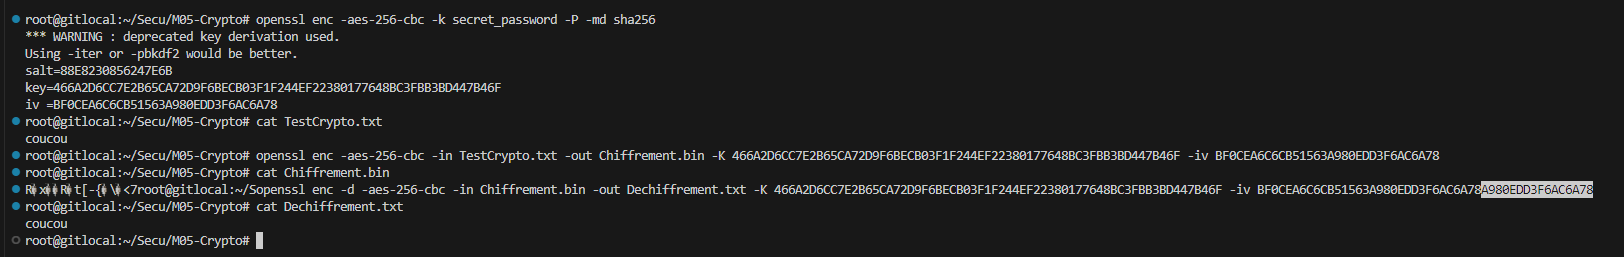 root@gitlocal:~/Secu/M05-Crypto# openssl enc -aes-256-cbc -k secret_password -P -md sha256
*** WARNING : deprecated key derivation used.
Using -iter or -pbkdf2 would be better.
salt=88E8230856247E6B
key=466A2D6CC7E2B65CA72D9F6BECB03F1F244EF22380177648BC3FBB3BD447B46F
iv =BF0CEA6C6CB51563A980EDD3F6AC6A78
root@gitlocal:~/Secu/M05-Crypto# cat TestCrypto.txt
coucou
root@gitlocal:~/Secu/M05-Crypto# openssl enc -aes-256-cbc -in TestCrypto.txt -out Chiffrement.bin -K 466A2D6CC7E2B65CA72D9F6BECB03F1F244EF22380177648BC3FBB3BD447B46F -iv BF0CEA6C6CB51563A980EDD3F6AC6A78
root@gitlocal:~/Secu/M05-Crypto# cat Chiffrement.bin
R�x��R�t[-{�\�<7root@gitlocal:~/Sopenssl enc -d -aes-256-cbc -in Chiffrement.bin -out Dechiffrement.txt -K 466A2D6CC7E2B65CA72D9F6BECB03F1F244EF22380177648BC3FBB3BD447B46F -iv BF0CEA6C6CB51563A980EDD3F6AC6A78A980EDD3F6AC6A78
root@gitlocal:~/Secu/M05-Crypto# cat Dechiffrement.txt
coucou
root@gitlocal:~/Secu/M05-Crypto#